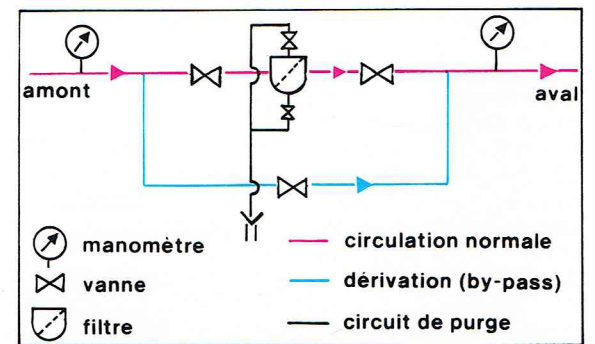 amont
aval
manomètre
vanne
filtre
circulation normale
dérivation (by-pass)
circuit de purge